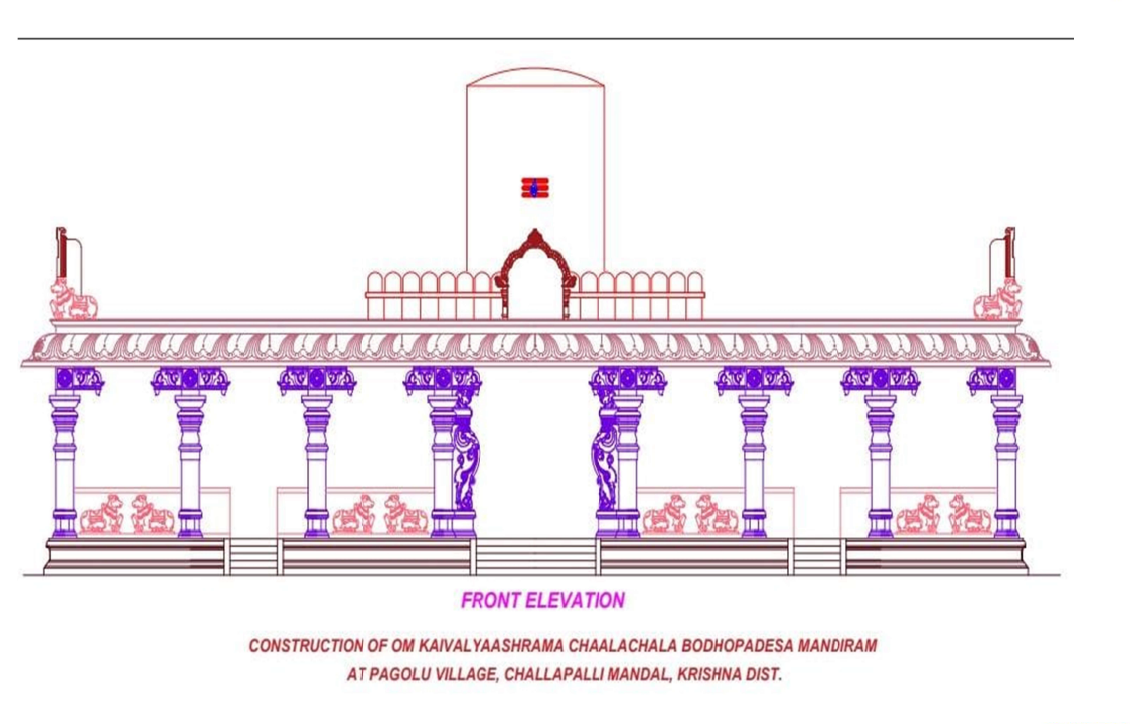 FRONT ELEVATION
CONSTRUCTION OF OM KAIVALYAASHRAMA CHAALACHALA BODHOPADESA MANDIRAM
AT PAGOLU VILLAGE, CHALLAPALLI MANDAL, KRISHNA DIST.